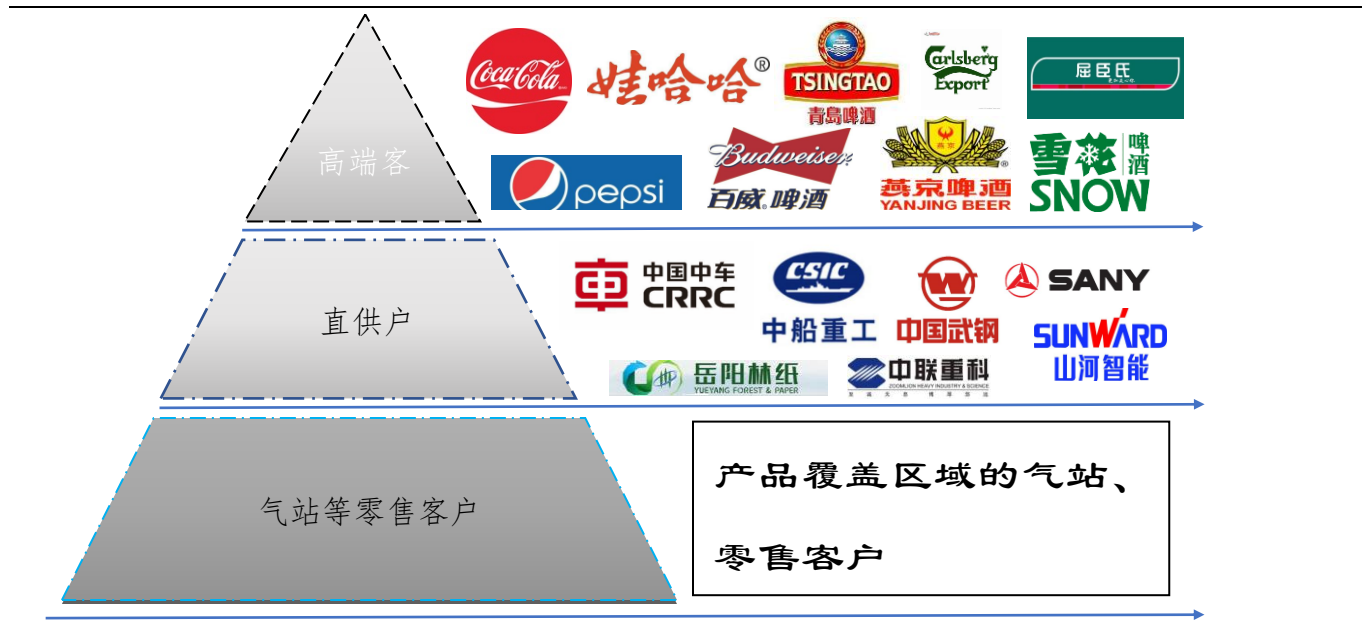 高端客
Coca-Cola
娃哈哈®
TSINGTAO
青島啤酒
Carlsberg
Export
屈臣氏
pepsi
Budweiser
百威啤酒
燕京啤酒®
YANJING BEER
雪花啤酒
SNOW
直供户
中国中车
CRRC
CSIC
中船重工
中国武钢
SANY
SUNWARD
山河智能
岳阳林纸
YUEYANG FOREST & PAPER
中联重科
ZOOMLION HEAVY INDUSTRY & SCIENCE
气站等零售客户
产品覆盖区域的气站、
零售客户